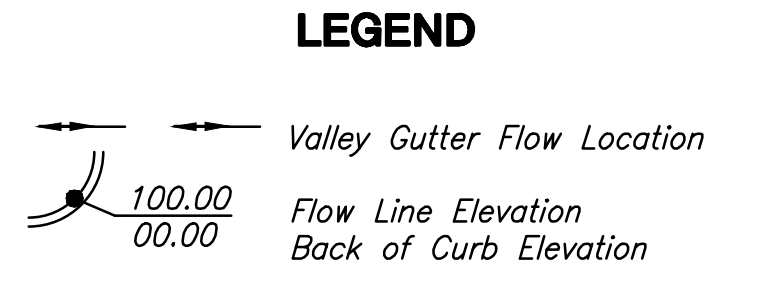 LEGEND
Valley Gutter Flow Location
100.00 Flow Line Elevation
00.00 Back of Curb Elevation